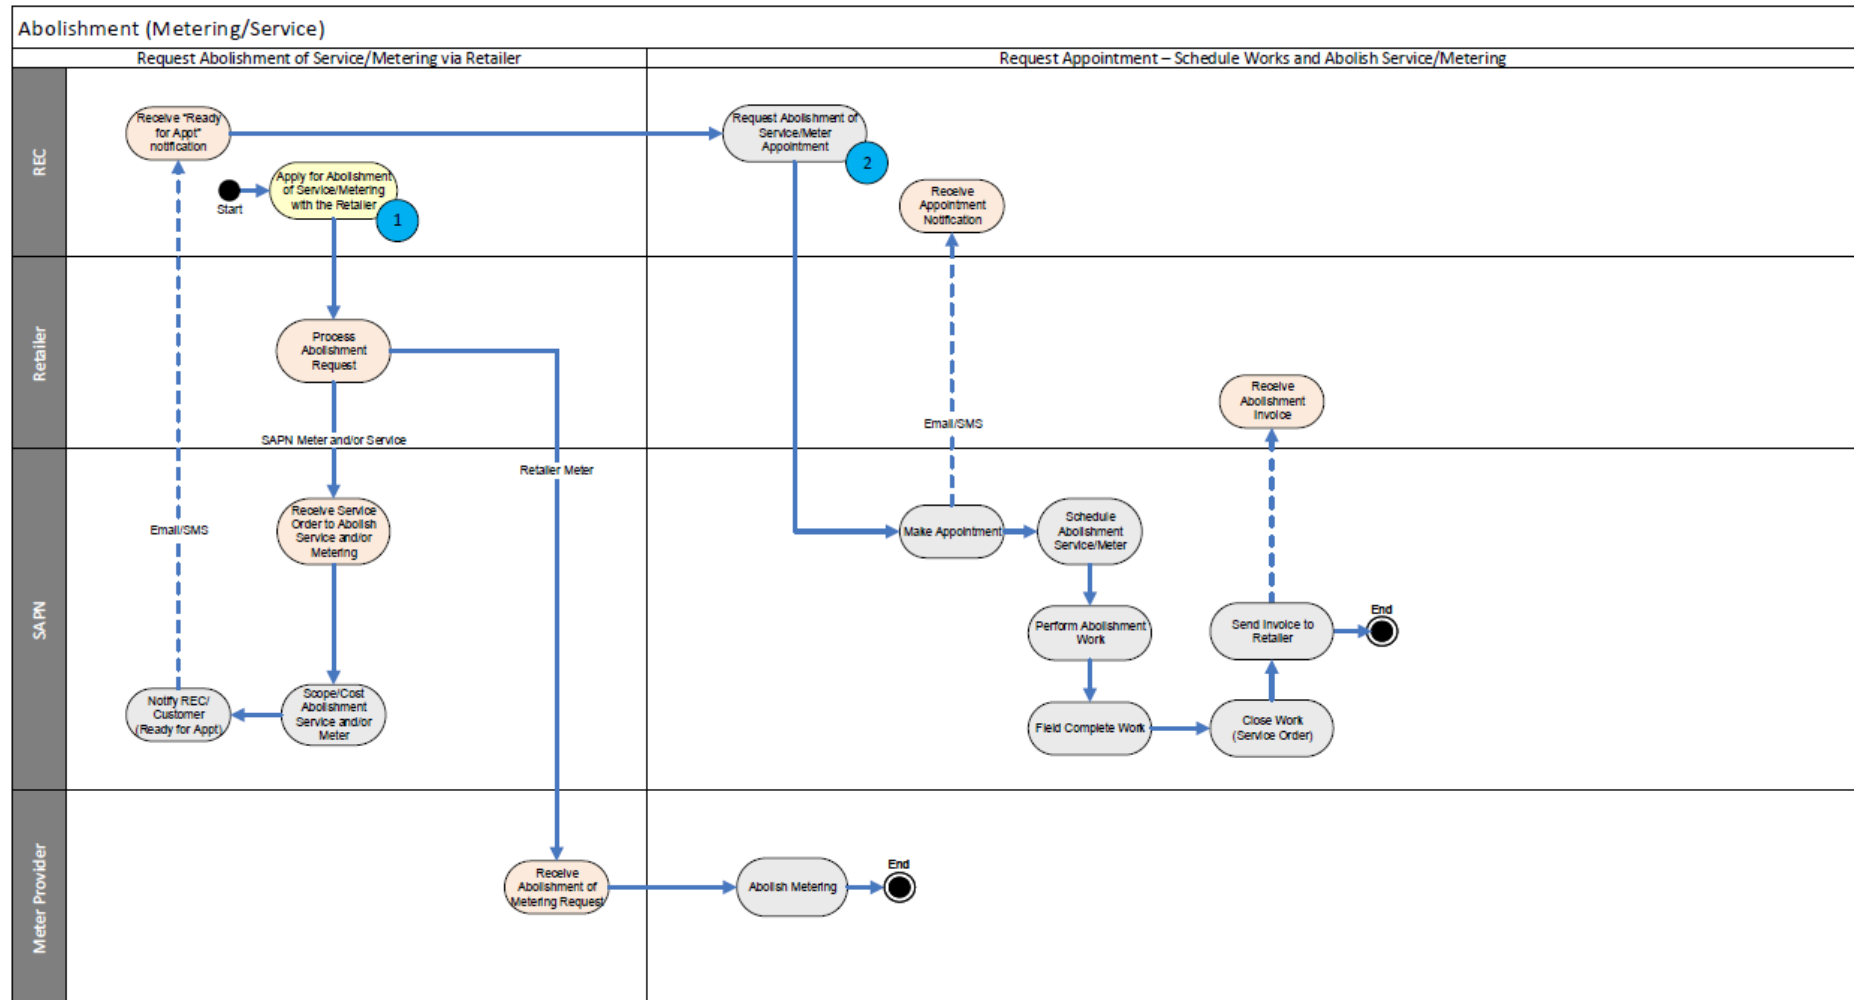 Abolishment (Metering/Service)
Request Abolishment of Service/Metering via Retailer
Request Appointment – Schedule Works and Abolish Service/Metering
REC
Receive "Ready
for Appt"
notification
Start
Apply for Abolishment
of Service/Metering
with the Retailer
1
Request Abolishment of
Service/Meter
Appointment
2
Receive
Appointment
Notification
Retailer
Process
Abolishment
Request
SAPN Meter and/or Service
Retailer Meter
Email/SMS
Receive
Abolishment
Invoice
SAPN
Email/SMS
Receive Service
Order to Abolish
Service and/or
Metering
Notify REC/
Customer
(Ready for Appt)
Scope/Cost
Abolishment
Service and/or
Meter
Make Appointment
Schedule
Abolishment
Service/Meter
Perform Abolishment
Work
Field Complete Work
Close Work
(Service Order)
Send Invoice to
Retailer
End
Meter Provider
Receive
Abolishment of
Metering Request
Abolish Metering
End